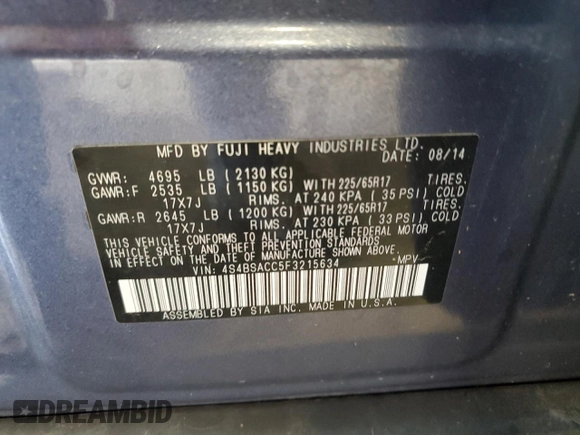 MFD BY FUJI HEAVY INDUSTRIES LTD.
DATE: 08/14
GVWR: 4695 LB ( 2130 KG)
GAWR:F 2535 LB ( 1150 KG) WITH 225/65R17 TIRES.
17X7J RIMS. AT 240 KPA ( 35 PSI) COLD
GAWR:R 2645 LB ( 1200 KG) WITH 225/65R17 TIRES.
17X7J RIMS. AT 230 KPA ( 33 PSI) COLD
THIS VEHICLE CONFORMS TO ALL APPLICABLE FEDERAL MOTOR
VEHICLE SAFETY AND THEFT PREVENTION STANDARDS
IN EFFECT ON THE DATE OF MANUFACTURE SHOWN ABOVE.
VIN: 4S4BSACC5F3215634 *MPV
ASSEMBLED BY SIA INC. MADE IN U.S.A.
DREAMBID